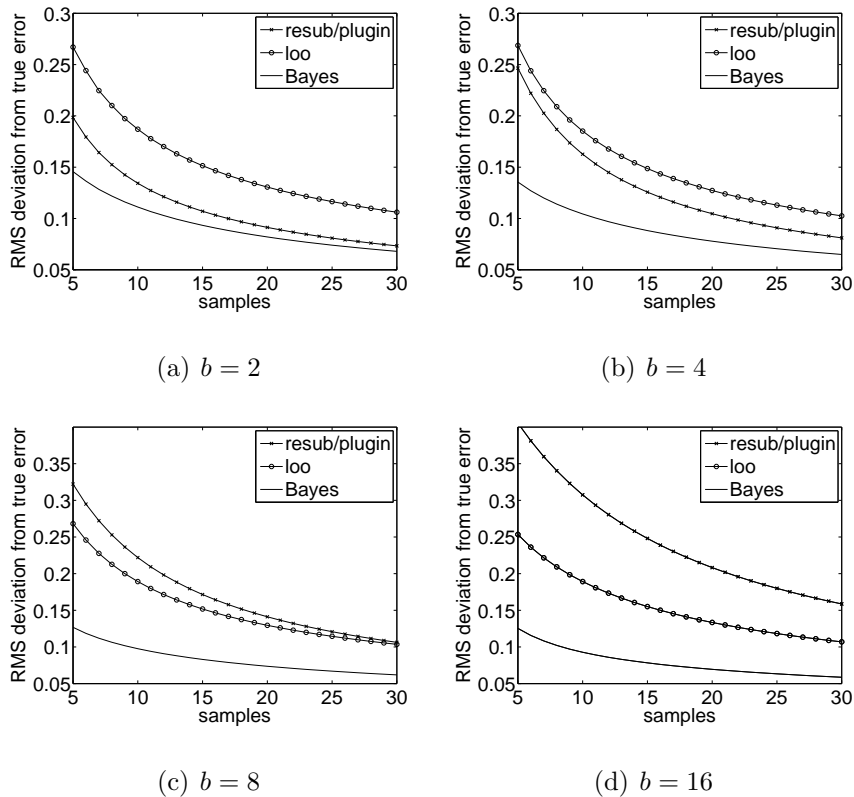 RMS deviation from true error
0.3
0.25
0.2
0.15
0.1
0.05
5 10 15 20 25 30
samples
resub/plugin
loo
Bayes
(a) b = 2
RMS deviation from true error
0.3
0.25
0.2
0.15
0.1
0.05
5 10 15 20 25 30
samples
resub/plugin
loo
Bayes
(b) b = 4
RMS deviation from true error
0.35
0.3
0.25
0.2
0.15
0.1
0.05
5 10 15 20 25 30
samples
resub/plugin
loo
Bayes
(c) b = 8
RMS deviation from true error
0.35
0.3
0.25
0.2
0.15
0.1
0.05
5 10 15 20 25 30
samples
resub/plugin
loo
Bayes
(d) b = 16